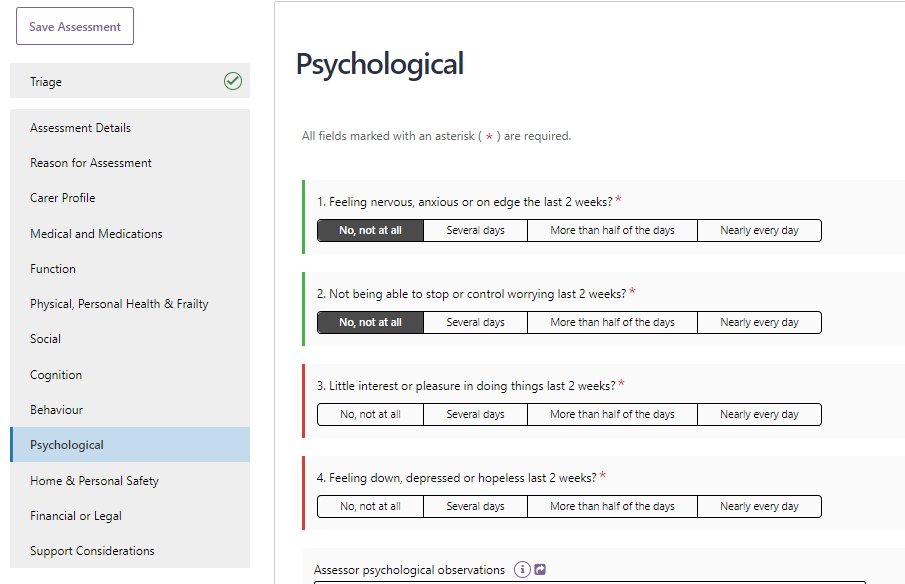 Save Assessment
Triage
Assessment Details
Reason for Assessment
Carer Profile
Medical and Medications
Function
Physical, Personal Health & Frailty
Social
Cognition
Behaviour
Psychological
Home & Personal Safety
Financial or Legal
Support Considerations
Psychological
All fields marked with an asterisk ( * ) are required.
1. Feeling nervous, anxious or on edge the last 2 weeks? *
No, not at all Several days More than half of the days Nearly every day
2. Not being able to stop or control worrying last 2 weeks? *
No, not at all Several days More than half of the days Nearly every day
3. Little interest or pleasure in doing things last 2 weeks? *
No, not at all Several days More than half of the days Nearly every day
4. Feeling down, depressed or hopeless last 2 weeks? *
No, not at all Several days More than half of the days Nearly every day
Assessor psychological observations